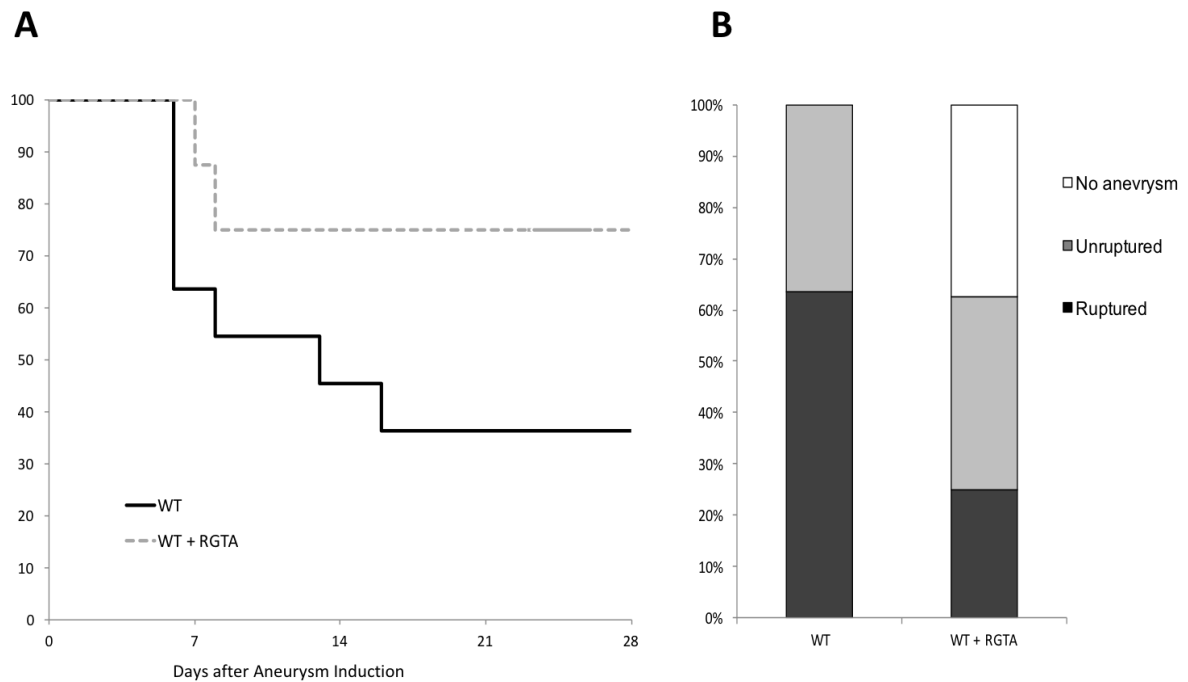 A
100
90
80
70
60
50
40
30
20
10
0
WT
WT + RGTA
0 7 14 21 28
Days after Aneurysm Induction
B
100%
90%
80%
70%
60%
50%
40%
30%
20%
10%
0%
WT WT + RGTA
No anevrysm
Unruptured
Ruptured